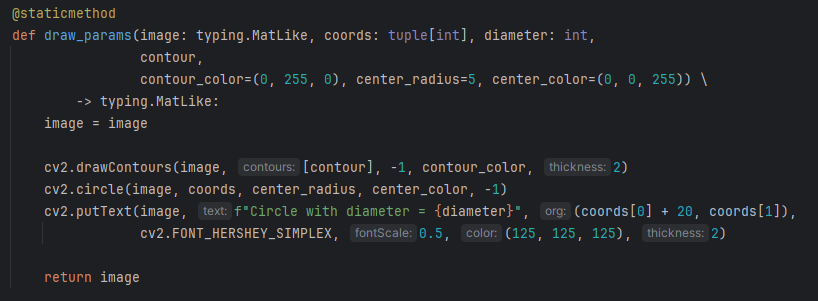 @staticmethod
def draw_params(image: typing.MatLike, coords: tuple[int], diameter: int,
                contour,
                contour_color=(0, 255, 0), center_radius=5, center_color=(0, 0, 255)) \
        -> typing.MatLike:
    image = image

    cv2.drawContours(image, contours: [contour], -1, contour_color, thickness: 2)
    cv2.circle(image, coords, center_radius, center_color, -1)
    cv2.putText(image, text: f"Circle with diameter = {diameter}", org: (coords[0] + 20, coords[1]),
                cv2.FONT_HERSHEY_SIMPLEX, fontScale: 0.5, color: (125, 125, 125), thickness: 2)

    return image